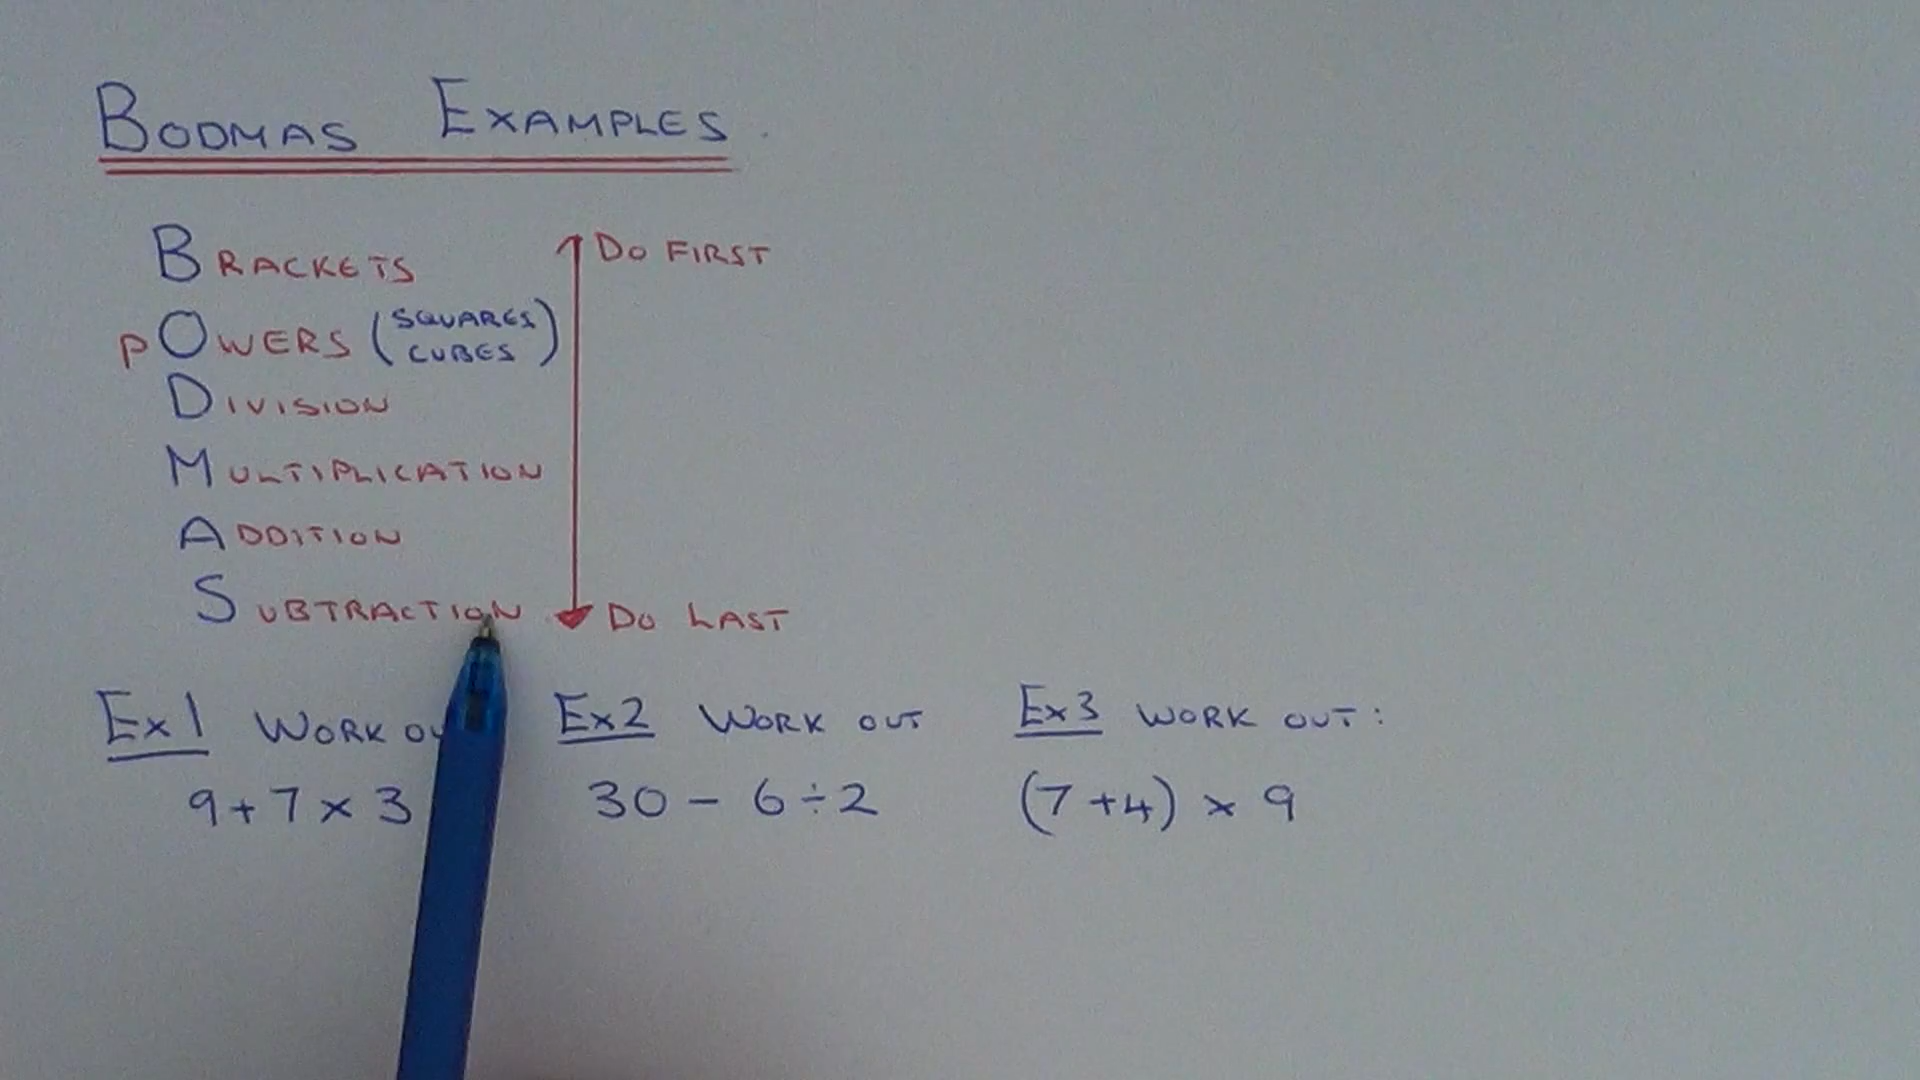 BODMAS EXAMPLES
BRACKETS
DO FIRST
POWERS (SQUARES CUBES)
DIVISION
MULTIPLICATION
ADDITION
SUBTRACTION
DO LAST
Ex1 WORK
9+7×3
Ex2 WORK OUT
30 - 6÷2
Ex3 WORK OUT:
(7+4) × 9